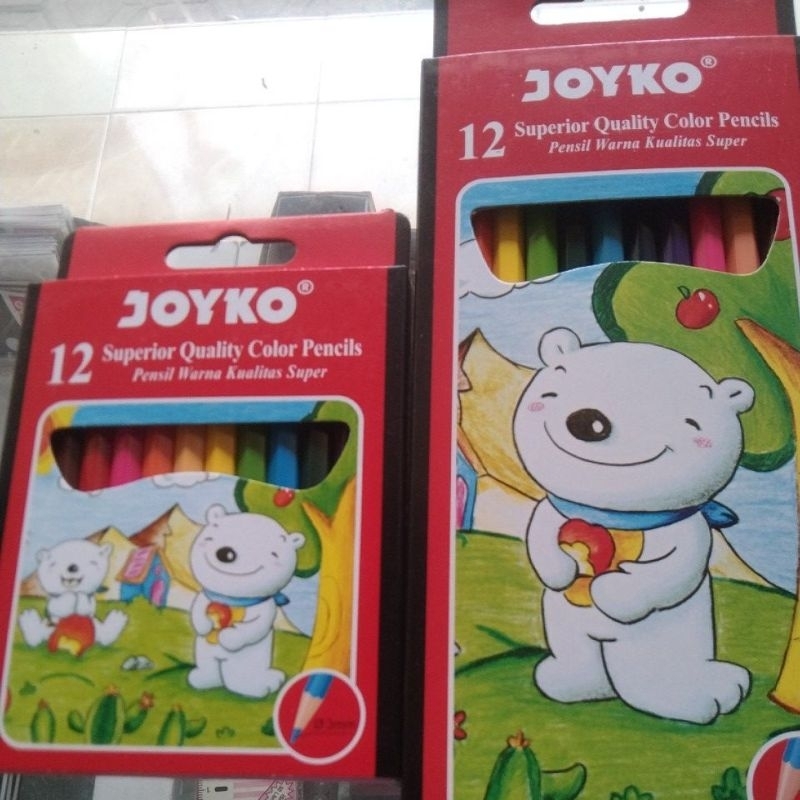 JOYKO®
12 Superior Quality Color Pencils
Pensil Warna Kualitas Super
JOYKO®
12 Superior Quality Color Pencils
Pensil Warna Kualitas Super
Ø 3mm